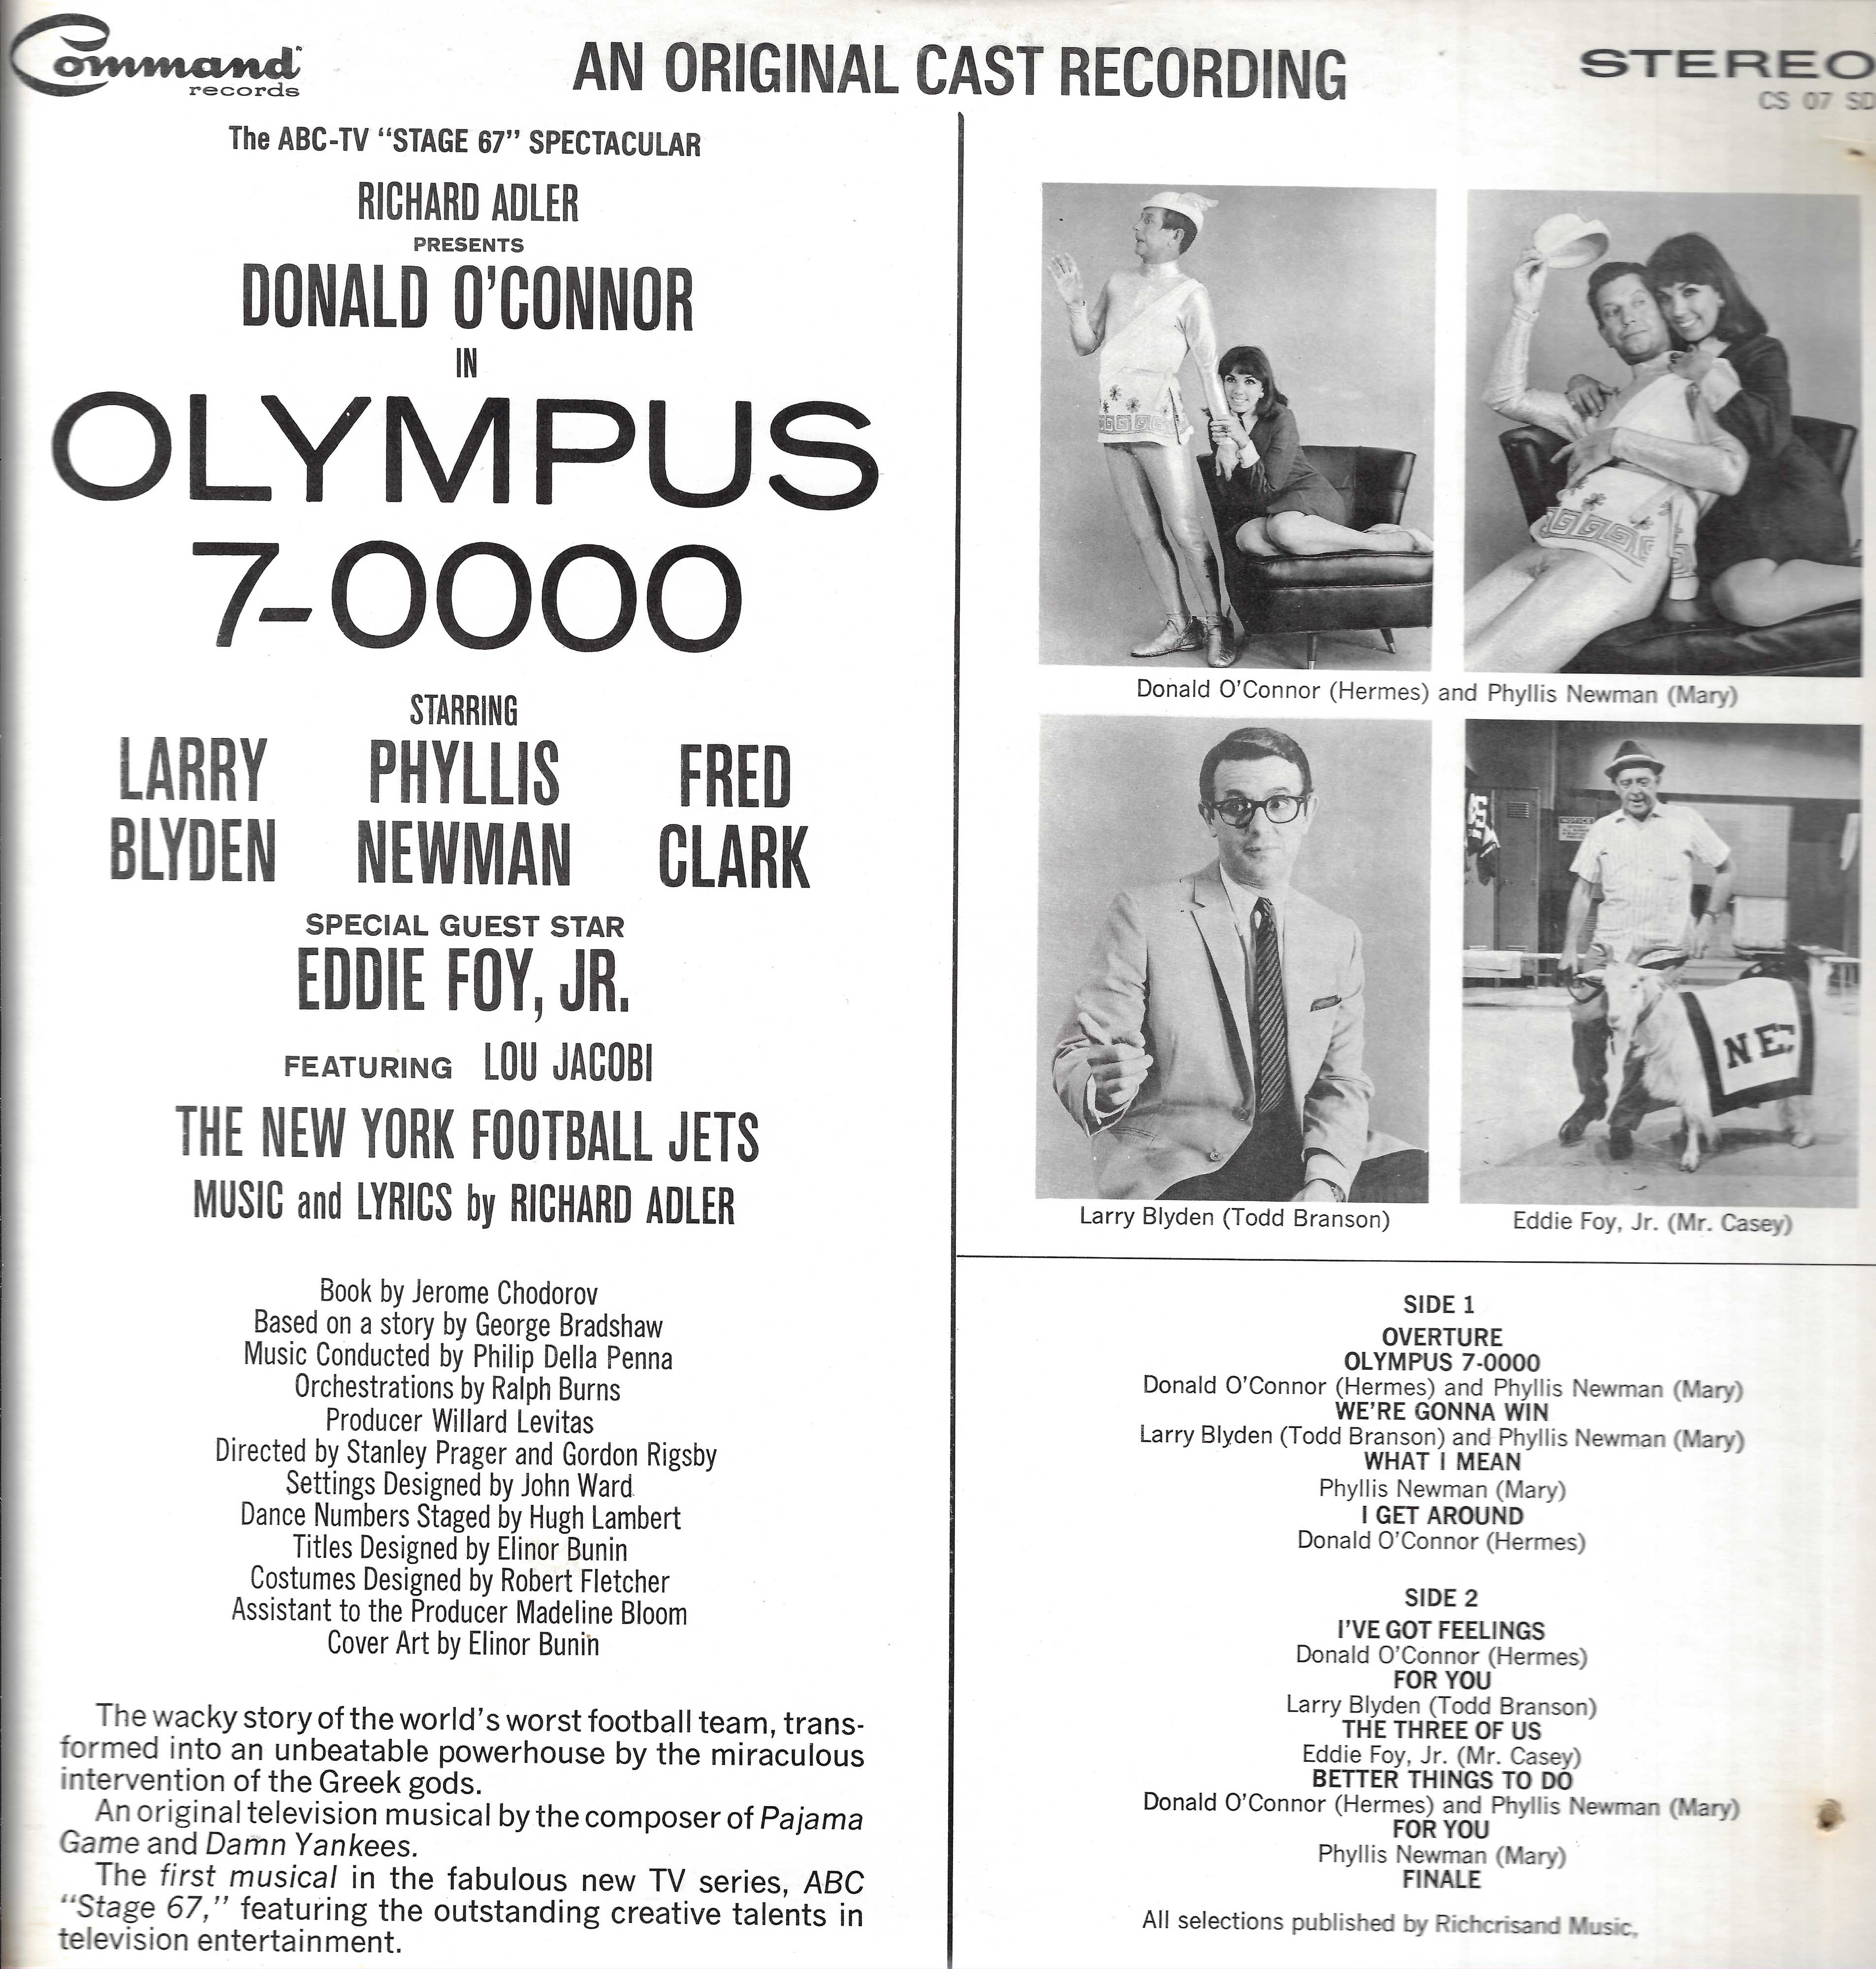 Command
records
AN ORIGINAL CAST RECORDING
STEREO
CS 07 SD
The ABC-TV “STAGE 67” SPECTACULAR
RICHARD ADLER
PRESENTS
DONALD O’CONNOR
IN
OLYMPUS
7-0000
STARRING
LARRY PHYLLIS FRED
BLYDEN NEWMAN CLARK
SPECIAL GUEST STAR
EDDIE FOY, JR.
FEATURING LOU JACOBI
THE NEW YORK FOOTBALL JETS
MUSIC and LYRICS by RICHARD ADLER
Book by Jerome Chodorov
Based on a story by George Bradshaw
Music Conducted by Philip Della Penna
Orchestrations by Ralph Burns
Producer Willard Levitas
Directed by Stanley Prager and Gordon Rigsby
Settings Designed by John Ward
Dance Numbers Staged by Hugh Lambert
Titles Designed by Elinor Bunin
Costumes Designed by Robert Fletcher
Assistant to the Producer Madeline Bloom
Cover Art by Elinor Bunin
The wacky story of the world’s worst football team, trans-
formed into an unbeatable powerhouse by the miraculous
intervention of the Greek gods.
An original television musical by the composer of Pajama
Game and Damn Yankees.
The first musical in the fabulous new TV series, ABC
“Stage 67,” featuring the outstanding creative talents in
television entertainment.
Donald O’Connor (Hermes) and Phyllis Newman (Mary)
NOTICE
NEC
Larry Blyden (Todd Branson)
Eddie Foy, Jr. (Mr. Casey)
SIDE 1
OVERTURE
OLYMPUS 7-0000
Donald O’Connor (Hermes) and Phyllis Newman (Mary)
WE’RE GONNA WIN
Larry Blyden (Todd Branson) and Phyllis Newman (Mary)
WHAT I MEAN
Phyllis Newman (Mary)
I GET AROUND
Donald O’Connor (Hermes)
SIDE 2
I’VE GOT FEELINGS
Donald O’Connor (Hermes)
FOR YOU
Larry Blyden (Todd Branson)
THE THREE OF US
Eddie Foy, Jr. (Mr. Casey)
BETTER THINGS TO DO
Donald O’Connor (Hermes) and Phyllis Newman (Mary)
FOR YOU
Phyllis Newman (Mary)
FINALE
All selections published by Richcrisand Music,